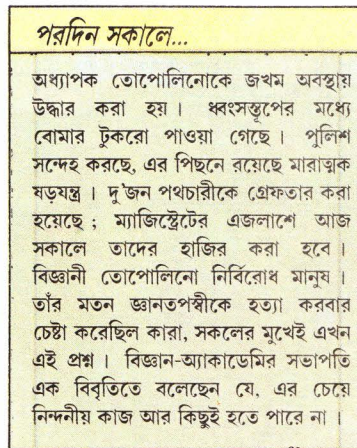 পরদিন সকালে...
অধ্যাপক তোপোলিনোকে জখম অবস্থায়
উদ্ধার করা হয়। ধ্বংসস্তূপের মধ্যে
বোমার টুকরো পাওয়া গেছে। পুলিশ
সন্দেহ করছে, এর পিছনে রয়েছে মারাত্মক
ষড়যন্ত্র। দু'জন পথচারীকে গ্রেফতার করা
হয়েছে; ম্যাজিস্ট্রেটের এজলাশে আজ
সকালে তাদের হাজির করা হবে।
বিজ্ঞানী তোপোলিনো নির্বিরোধ মানুষ।
তাঁর মতন জ্ঞানতপস্বীকে হত্যা করবার
চেষ্টা করেছিল কারা, সকলের মুখেই এখন
এই প্রশ্ন। বিজ্ঞান-অ্যাকাডেমির সভাপতি
এক বিবৃতিতে বলেছেন যে, এর চেয়ে
নিন্দনীয় কাজ আর কিছুই হতে পারে না।